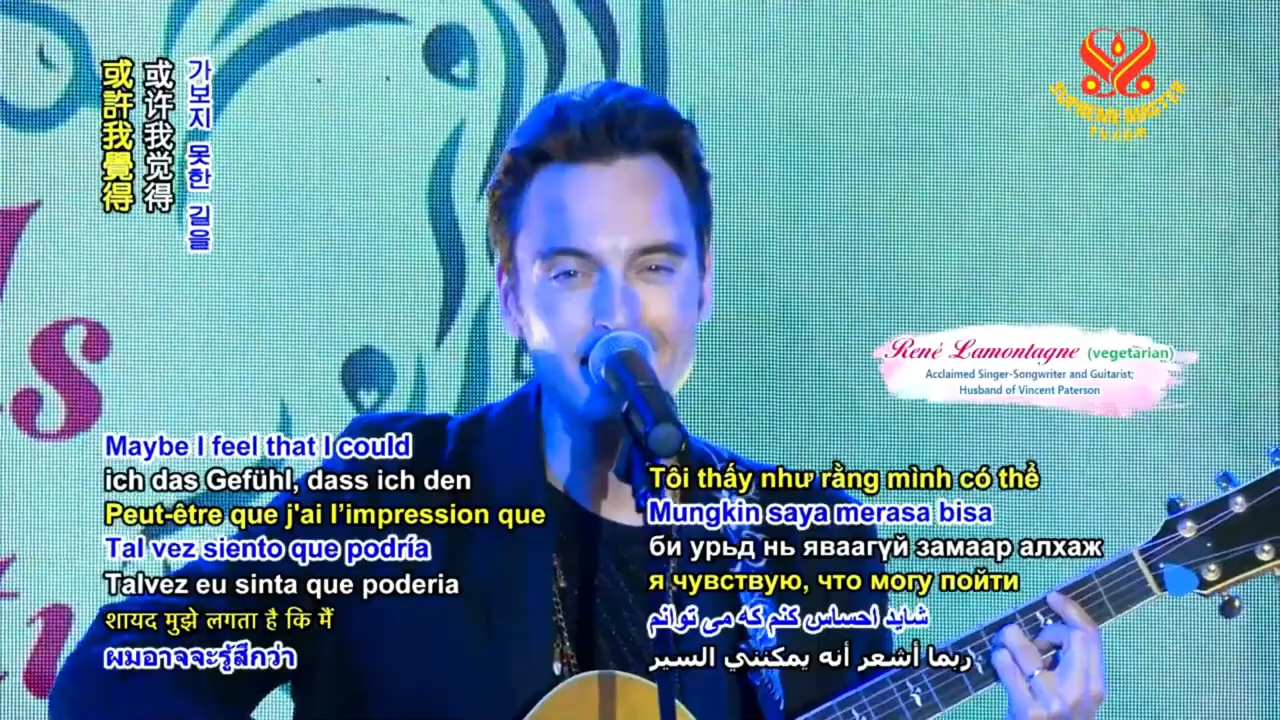 或許我覺得
或许我觉得
가보지 못한 길을
SUPREME MASTER
TV.COM
René Lamontagne (vegetarian)
Acclaimed Singer-Songwriter and Guitarist;
Husband of Vincent Paterson
Maybe I feel that I could
ich das Gefühl, dass ich den
Peut-être que j'ai l’impression que
Tal vez siento que podría
Talvez eu sinta que poderia
शायद मुझे लगता है कि मैं
ผมอาจจะรู้สึกว่า
Tôi thấy như rằng mình có thể
Mungkin saya merasa bisa
би урьд нь яваагүй замаар алхаж
я чувствую, что могу пойти
شاید احساس کنم که می توانم
ربما أشعر أنه يمكنني السير